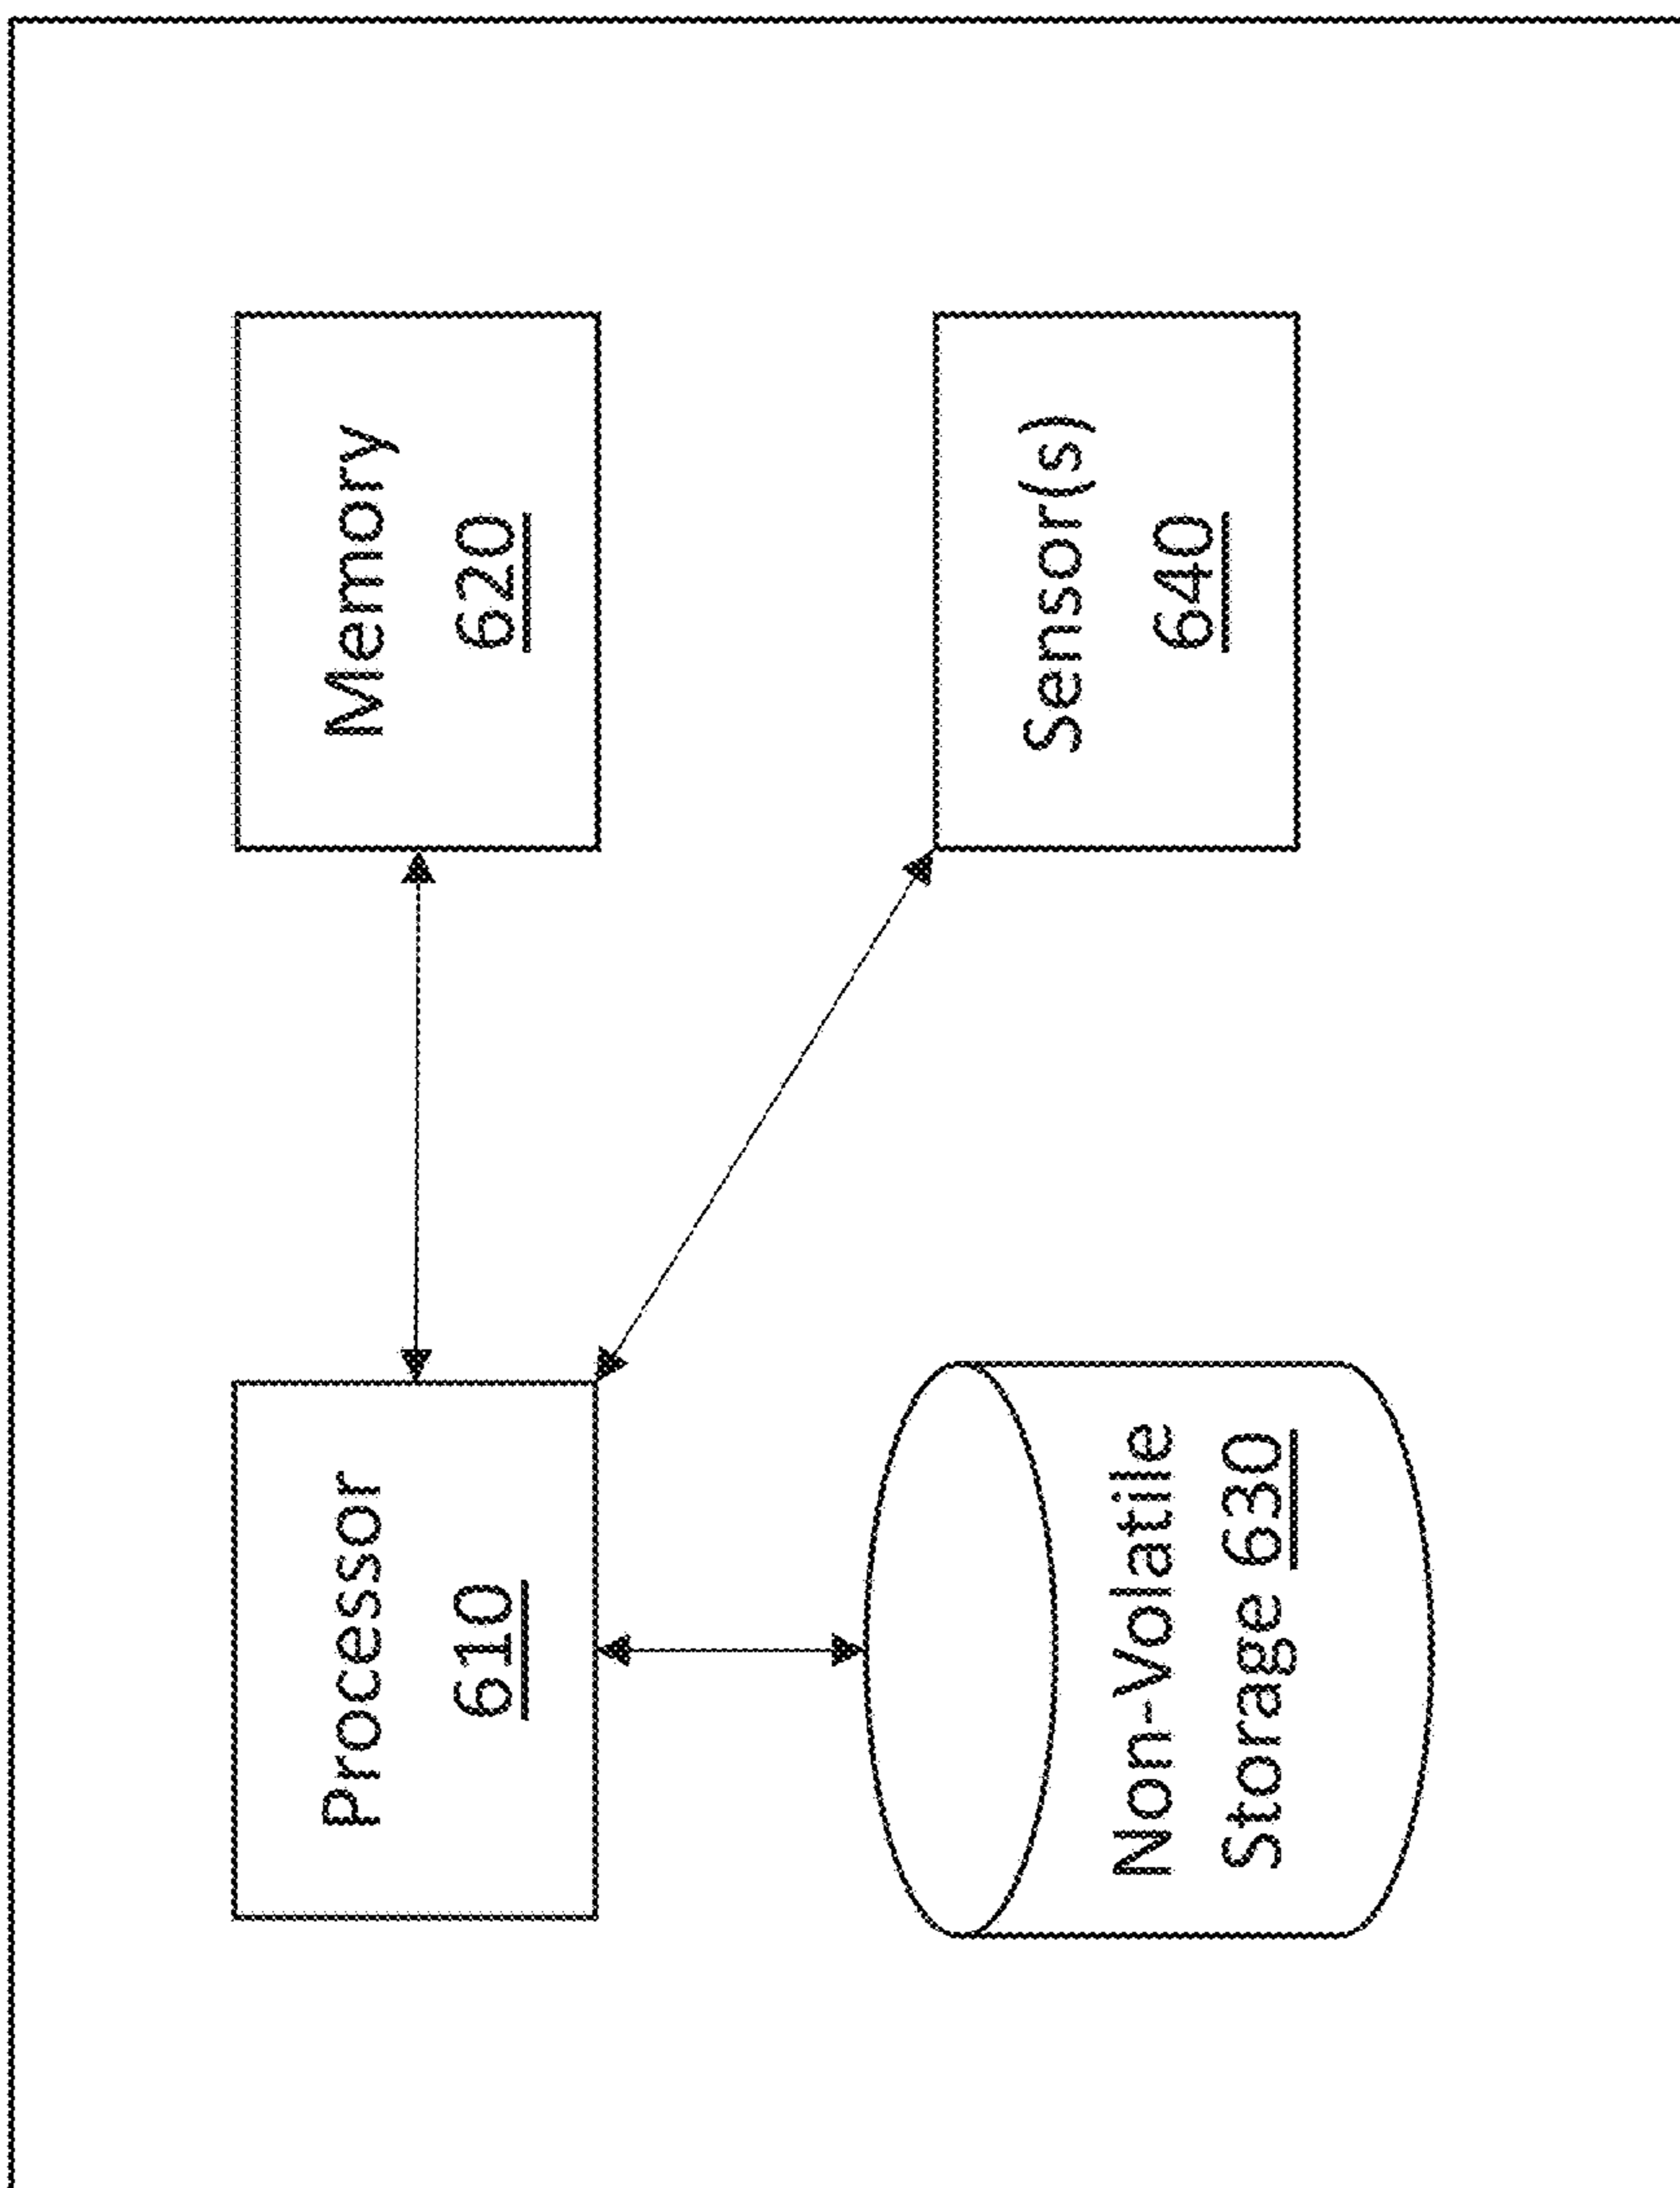 Processor
610
Memory
620
Non-Volatile
Storage 630
Sensor(s)
640